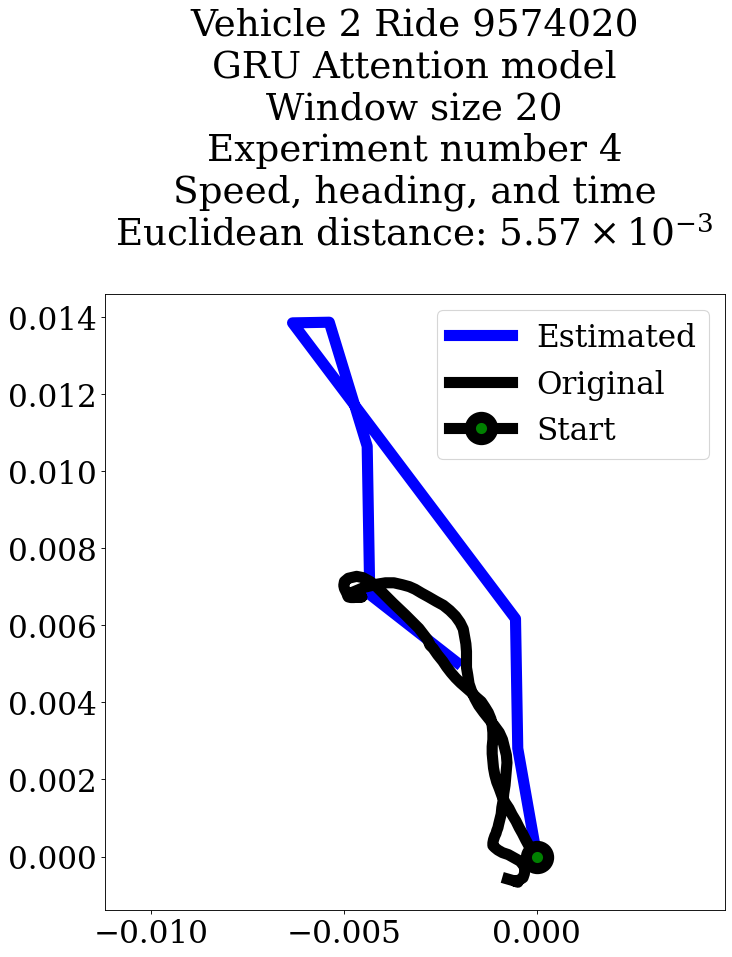 Vehicle 2 Ride 9574020
GRU Attention model
Window size 20
Experiment number 4
Speed, heading, and time
Euclidean distance: 5.57 × 10⁻³
Estimated
Original
Start
0.014
0.012
0.010
0.008
0.006
0.004
0.002
0.000
−0.010 −0.005 0.000